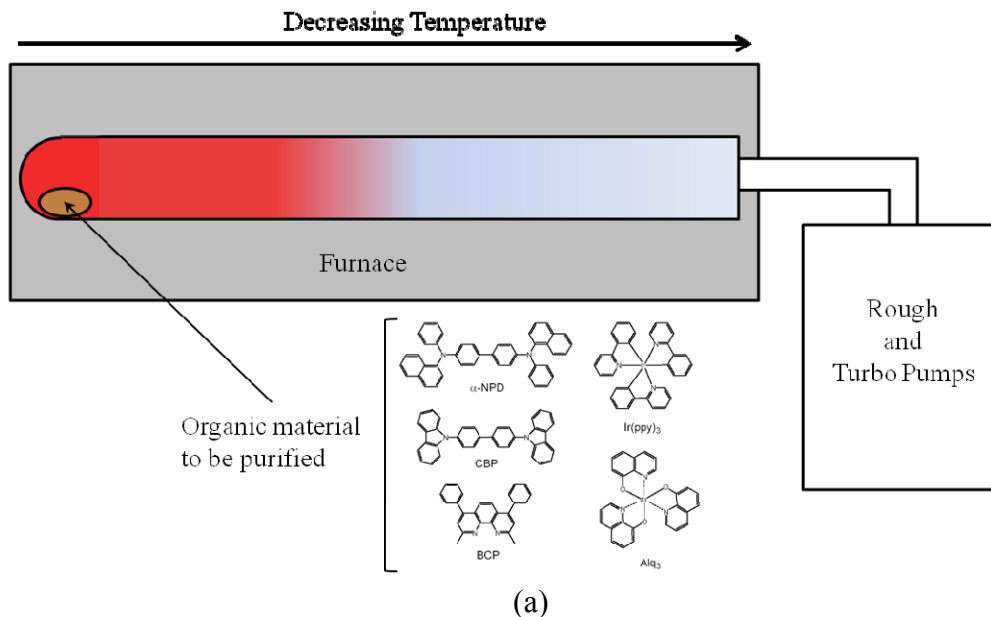 Decreasing Temperature
Furnace
Rough
and
Turbo Pumps
Organic material
to be purified
α-NPD
Ir(ppy)₃
CBP
BCP
Alq₃
(a)